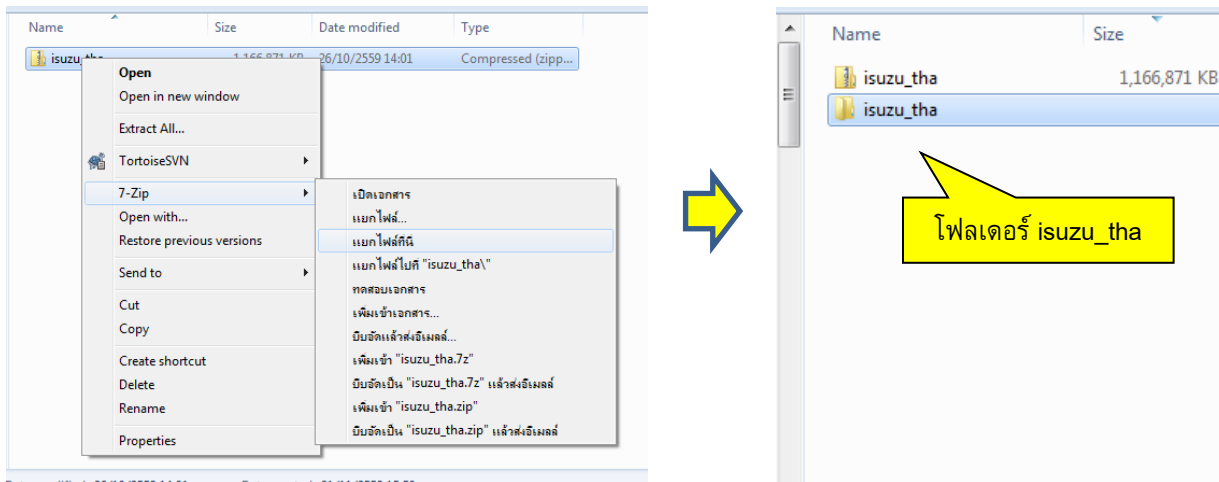 Name Size Date modified Type
isuzu_tha 1,166,871 KB 26/10/2559 14:01 Compressed (zipp...
Open
Open in new window
Extract All...
TortoiseSVN
7-Zip
Open with...
Restore previous versions
Send to
Cut
Copy
Create shortcut
Delete
Rename
Properties
เปิดเอกสาร
แยกไฟล์...
แยกไฟล์ที่นี่
แยกไฟล์ไปที่ "isuzu_tha\"
ทดสอบเอกสาร
เพิ่มเข้าเอกสาร...
บีบอัดแล้วส่งอีเมลล์...
เพิ่มเข้า "isuzu_tha.7z"
บีบอัดเป็น "isuzu_tha.7z" แล้วส่งอีเมลล์
เพิ่มเข้า "isuzu_tha.zip"
บีบอัดเป็น "isuzu_tha.zip" แล้วส่งอีเมลล์
Name Size
isuzu_tha 1,166,871 KB
isuzu_tha
โฟลเดอร์ isuzu_tha